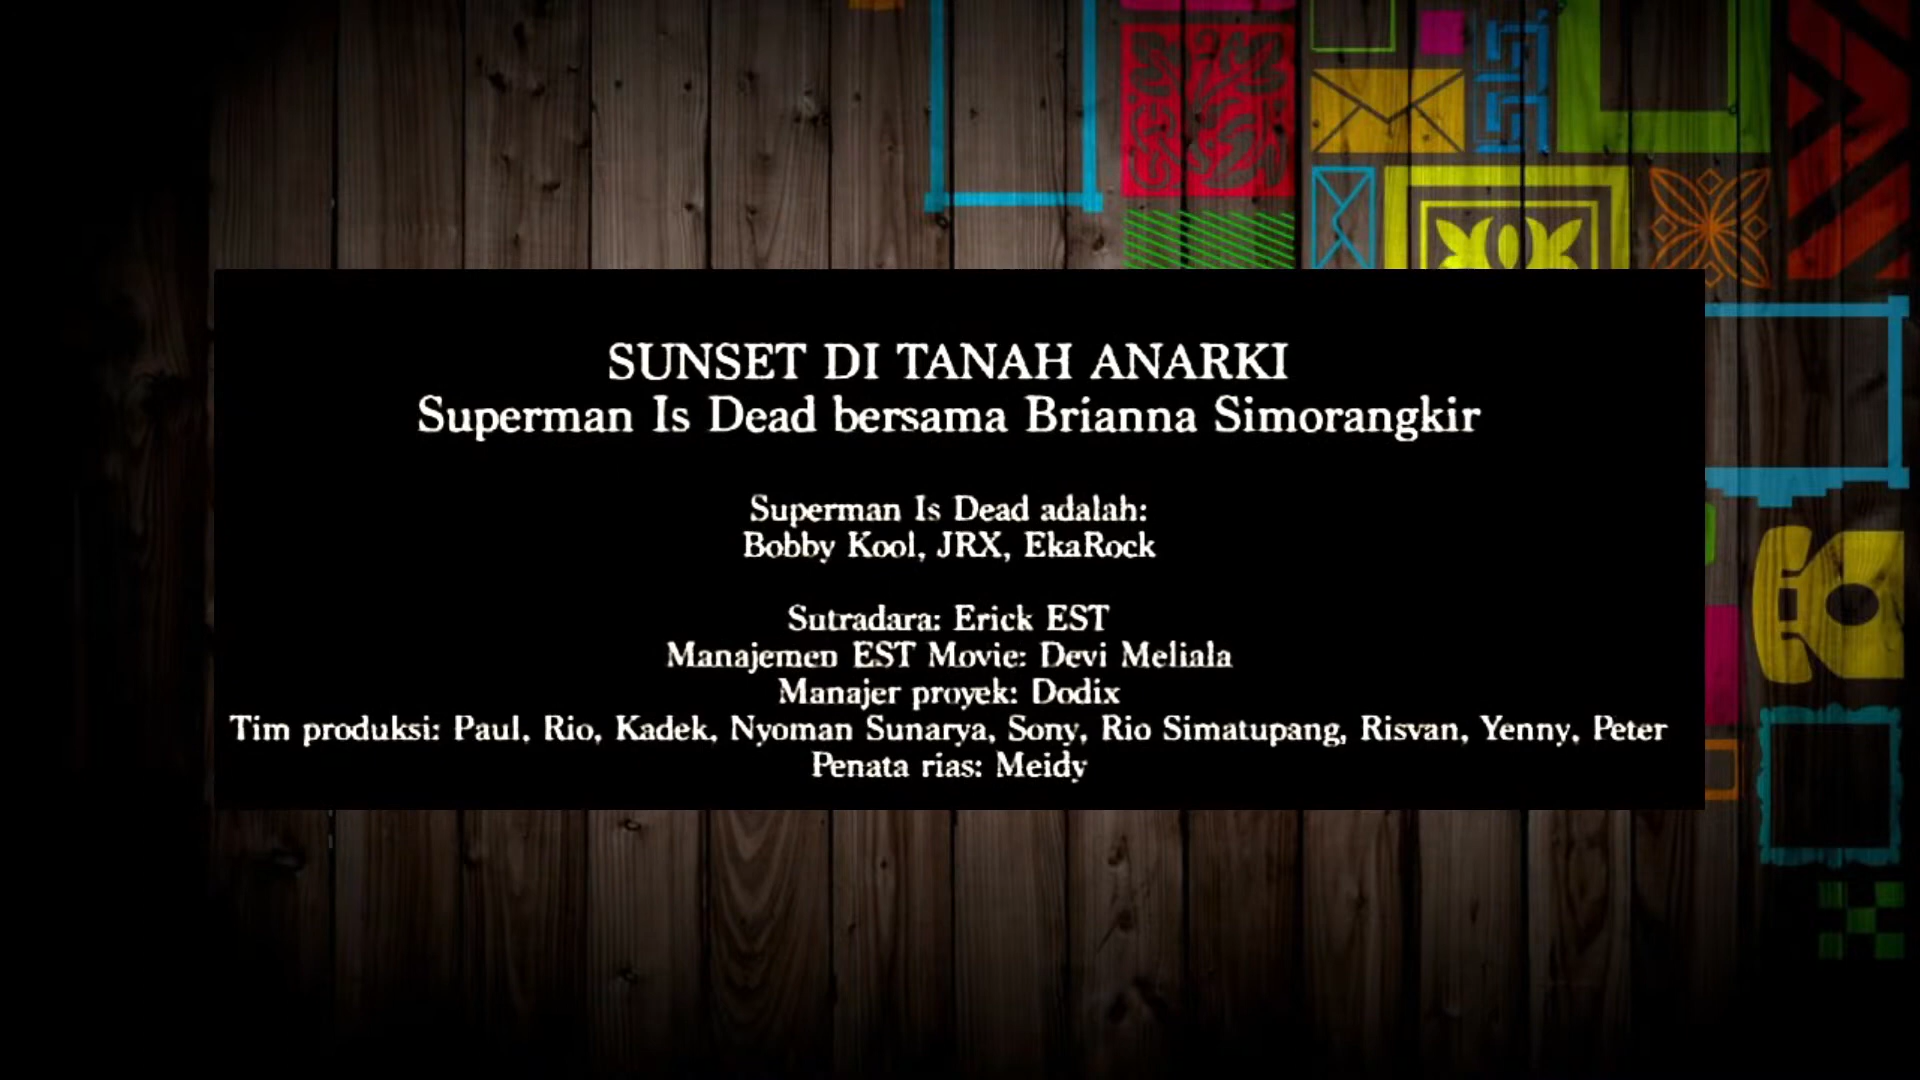 SUNSET DI TANAH ANARKI
Superman Is Dead bersama Brianna Simorangkir
Superman Is Dead adalah:
Bobby Kool, JRX, EkaRock
Sutradara: Erick EST
Manajemen EST Movie: Devi Meliala
Manajer proyek: Dodix
Tim produksi: Paul, Rio, Kadek, Nyoman Sunarya, Sony, Rio Simatupang, Risvan, Yenny, Peter
Penata rias: Meidy